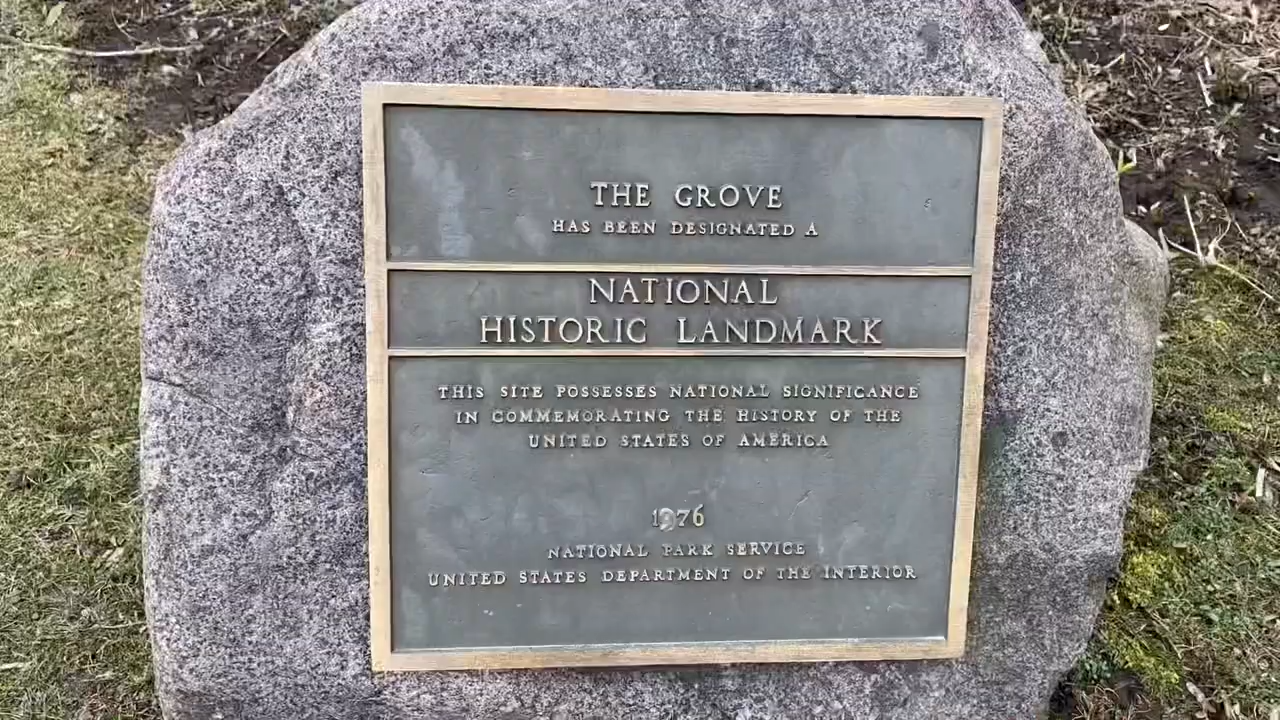 THE GROVE
HAS BEEN DESIGNATED A
NATIONAL
HISTORIC LANDMARK
THIS SITE POSSESSES NATIONAL SIGNIFICANCE
IN COMMEMORATING THE HISTORY OF THE
UNITED STATES OF AMERICA
1976
NATIONAL PARK SERVICE
UNITED STATES DEPARTMENT OF THE INTERIOR